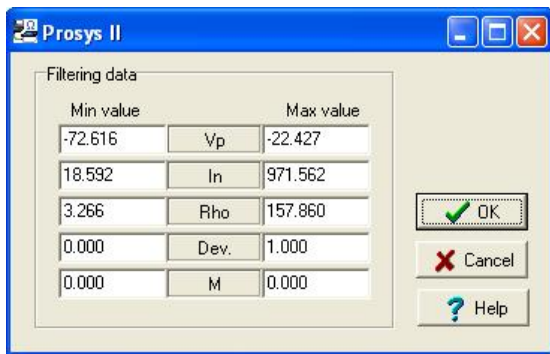 Prosys II
Filtering data
Min value Max value
-72.616 Vp -22.427
18.592 In 971.562
3.266 Rho 157.860
0.000 Dev. 1.000
0.000 M 0.000
OK
Cancel
Help